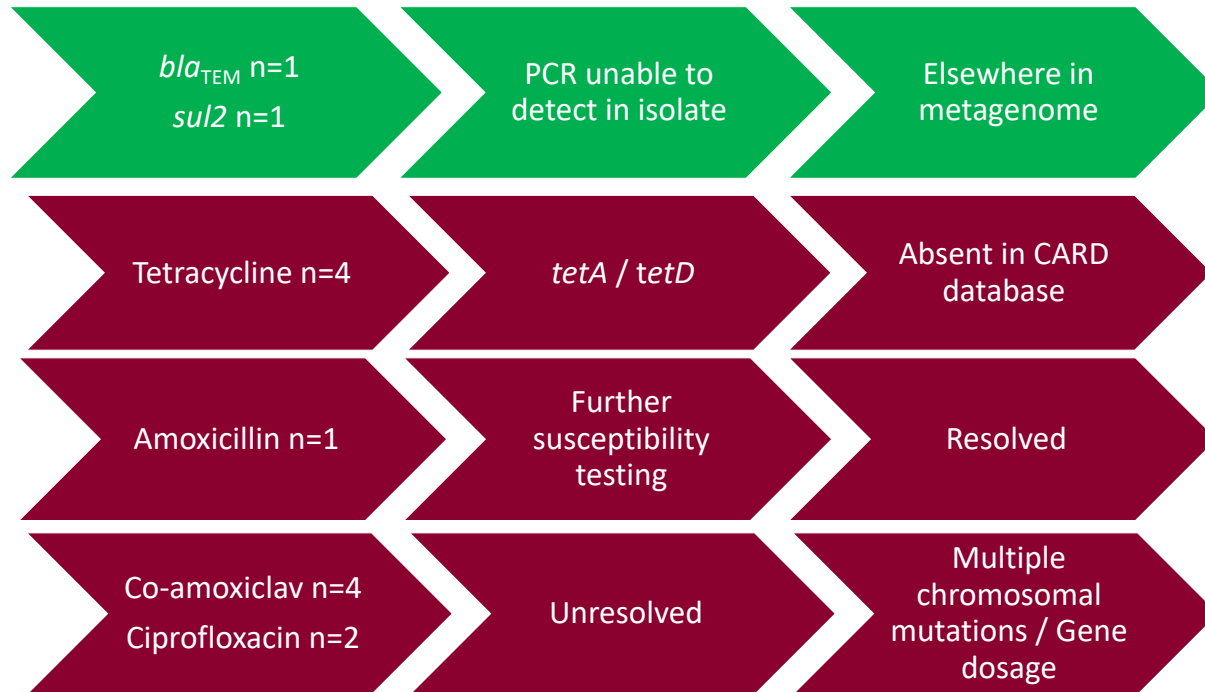 blaTEM n=1
sul2 n=1
PCR unable to
detect in isolate
Elsewhere in
metagenome
Tetracycline n=4
tetA / tetD
Absent in CARD
database
Amoxicillin n=1
Further
susceptibility
testing
Resolved
Co-amoxiclav n=4
Ciprofloxacin n=2
Unresolved
Multiple
chromosomal
mutations / Gene
dosage